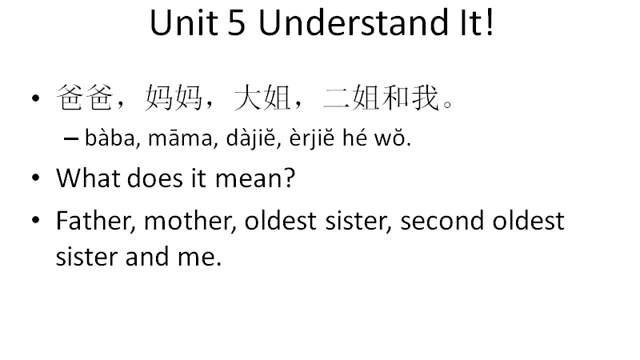 Unit 5 Understand It!
• 爸爸，妈妈，大姐，二姐和我。
– bàba, māma, dàjiě, èrjiě hé wǒ.
• What does it mean?
• Father, mother, oldest sister, second oldest
sister and me.